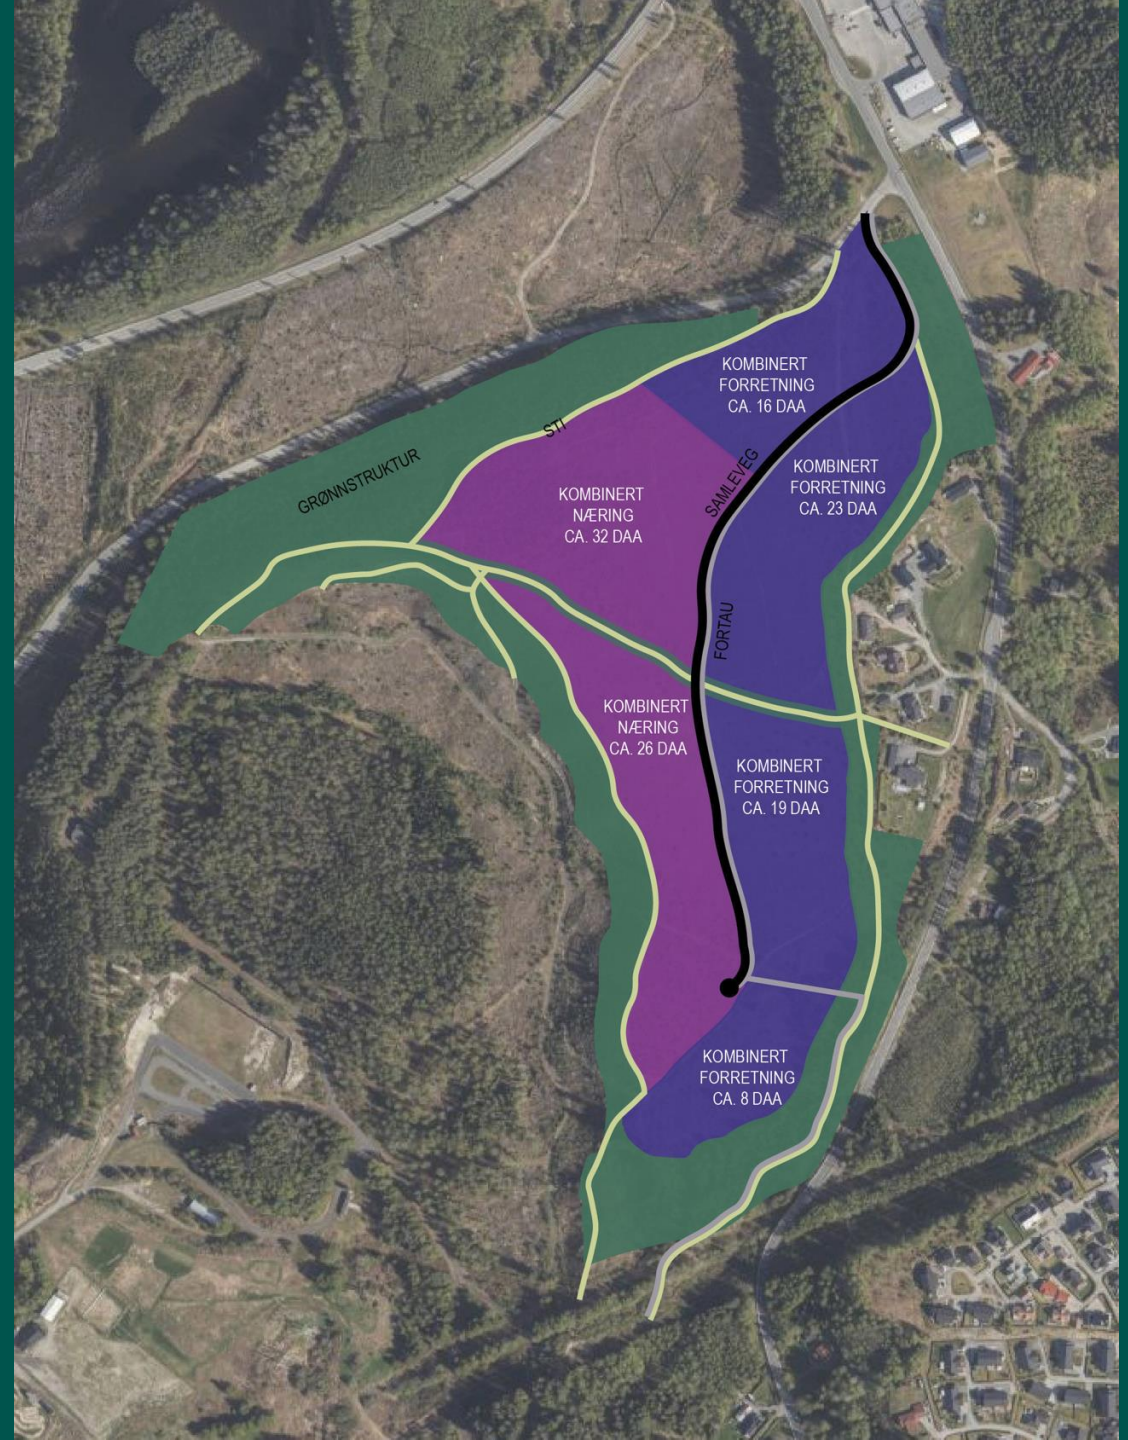 KOMBINERT
FORRETNING
CA. 16 DAA
STI
GRØNNSTRUKTUR
SAMLEVEG
KOMBINERT
FORRETNING
CA. 23 DAA
KOMBINERT
NÆRING
CA. 32 DAA
FORTAU
KOMBINERT
NÆRING
CA. 26 DAA
KOMBINERT
FORRETNING
CA. 19 DAA
KOMBINERT
FORRETNING
CA. 8 DAA